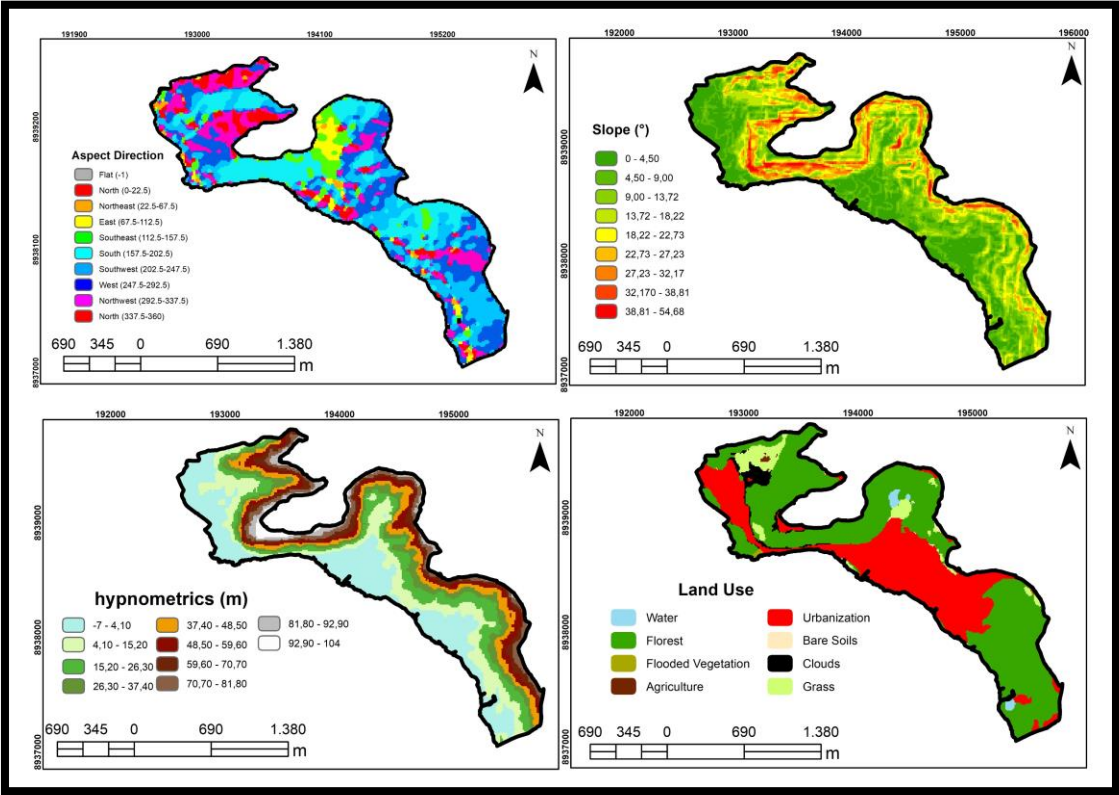 191900 193000 194100 195200
N
8939200
8938100
8937000
Aspect Direction
Flat (-1)
North (0-22.5)
Northeast (22.5-67.5)
East (67.5-112.5)
Southeast (112.5-157.5)
South (157.5-202.5)
Southwest (202.5-247.5)
West (247.5-292.5)
Northwest (292.5-337.5)
North (337.5-360)
690 345 0 690 1.380
m
192000 193000 194000 195000 196000
N
8939000
8938000
8937000
Slope (°)
0 - 4,50
4,50 - 9,00
9,00 - 13,72
13,72 - 18,22
18,22 - 22,73
22,73 - 27,23
27,23 - 32,17
32,170 - 38,81
38,81 - 54,68
690 345 0 690 1.380
m
192000 193000 194000 195000
N
8939000
8938000
8937000
hypnometrics (m)
-7 - 4,10
4,10 - 15,20
15,20 - 26,30
26,30 - 37,40
37,40 - 48,50
48,50 - 59,60
59,60 - 70,70
70,70 - 81,80
81,80 - 92,90
92,90 - 104
690 345 0 690 1.380
m
192000 193000 194000 195000
N
8939000
8938000
8937000
Land Use
Water
Florest
Flooded Vegetation
Agriculture
Urbanization
Bare Soils
Clouds
Grass
690 345 0 690 1.380
m